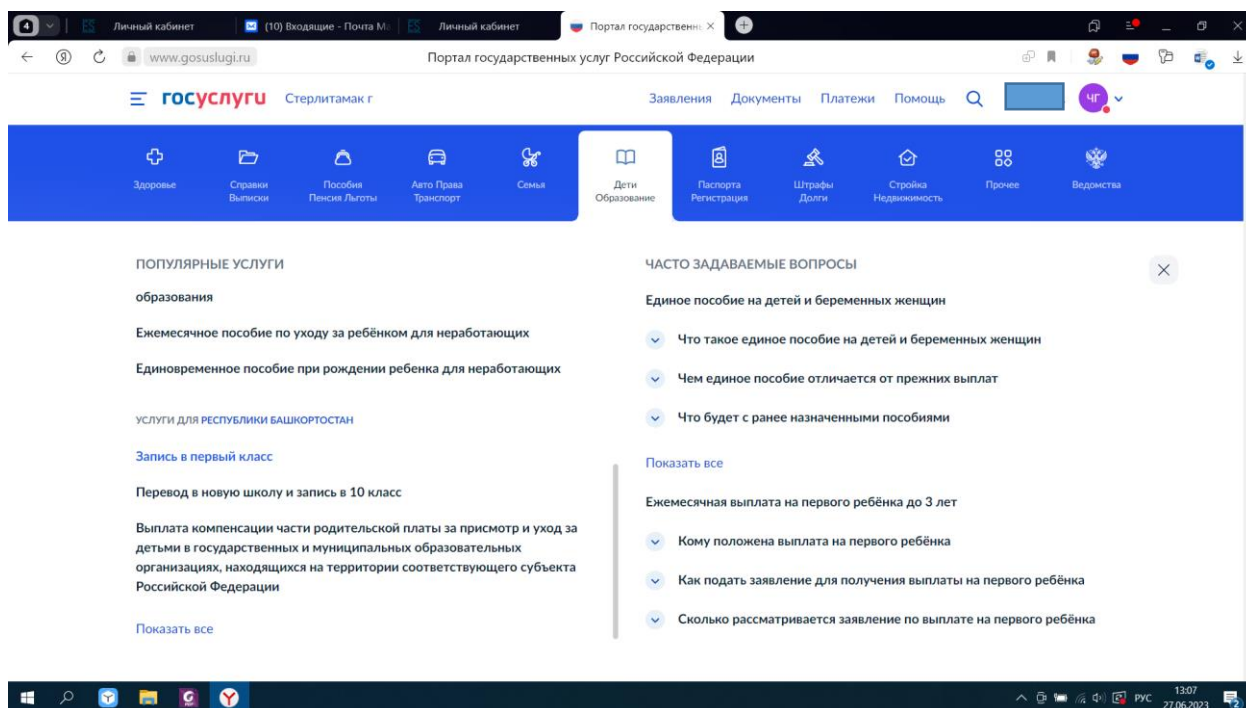 4
Личный кабинет
(10) Входящие - Почта Ма
Личный кабинет
Портал государственн
www.gosuslugi.ru
Портал государственных услуг Российской Федерации
госуслуги
Стерлитамак г
Заявления
Документы
Платежи
Помощь
ЧГ
Здоровье
Справки
Выписки
Пособия
Пенсия Льготы
Авто Права
Транспорт
Семья
Дети
Образование
Паспорта
Регистрация
Штрафы
Долги
Стройка
Недвижимость
Прочее
Ведомства
ПОПУЛЯРНЫЕ УСЛУГИ
образования
Ежемесячное пособие по уходу за ребёнком для неработающих
Единовременное пособие при рождении ребенка для неработающих
УСЛУГИ ДЛЯ РЕСПУБЛИКИ БАШКОРТОСТАН
Запись в первый класс
Перевод в новую школу и запись в 10 класс
Выплата компенсации части родительской платы за присмотр и уход за
детьми в государственных и муниципальных образовательных
организациях, находящихся на территории соответствующего субъекта
Российской Федерации
Показать все
ЧАСТО ЗАДАВАЕМЫЕ ВОПРОСЫ
Единое пособие на детей и беременных женщин
Что такое единое пособие на детей и беременных женщин
Чем единое пособие отличается от прежних выплат
Что будет с ранее назначенными пособиями
Показать все
Ежемесячная выплата на первого ребёнка до 3 лет
Кому положена выплата на первого ребёнка
Как подать заявление для получения выплаты на первого ребёнка
Сколько рассматривается заявление по выплате на первого ребёнка
РУС
13:07
27.06.2023
2